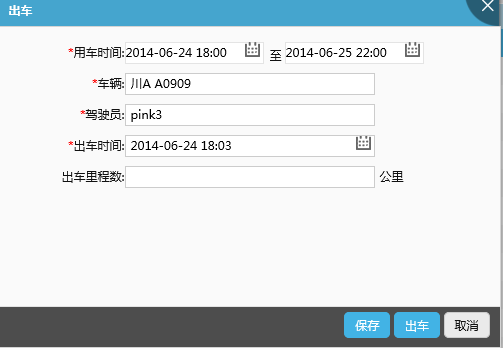 出车
*用车时间:2014-06-24 18:00 至 2014-06-25 22:00
*车辆: 川A A0909
*驾驶员: pink3
*出车时间: 2014-06-24 18:03
出车里程数: 公里
保存 出车 取消